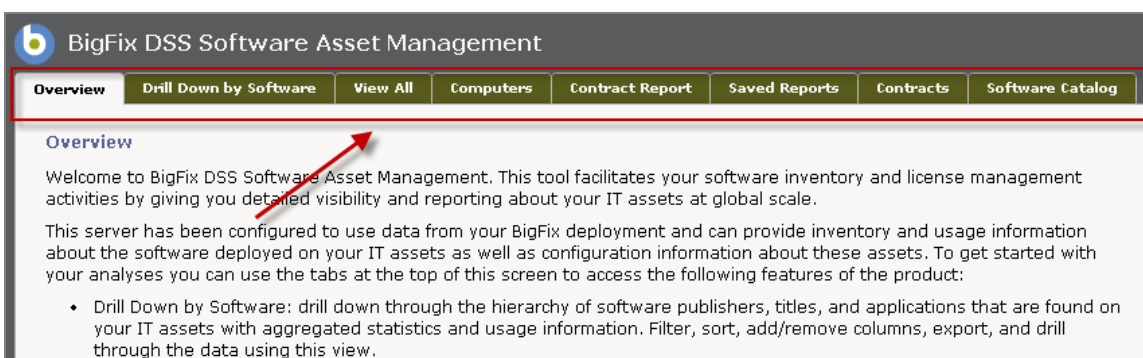 BigFix DSS Software Asset Management
Overview Drill Down by Software View All Computers Contract Report Saved Reports Contracts Software Catalog
Overview
Welcome to BigFix DSS Software Asset Management. This tool facilitates your software inventory and license management
activities by giving you detailed visibility and reporting about your IT assets at global scale.
This server has been configured to use data from your BigFix deployment and can provide inventory and usage information
about the software deployed on your IT assets as well as configuration information about these assets. To get started with
your analyses you can use the tabs at the top of this screen to access the following features of the product:
• Drill Down by Software: drill down through the hierarchy of software publishers, titles, and applications that are found on
your IT assets with aggregated statistics and usage information. Filter, sort, add/remove columns, export, and drill
through the data using this view.